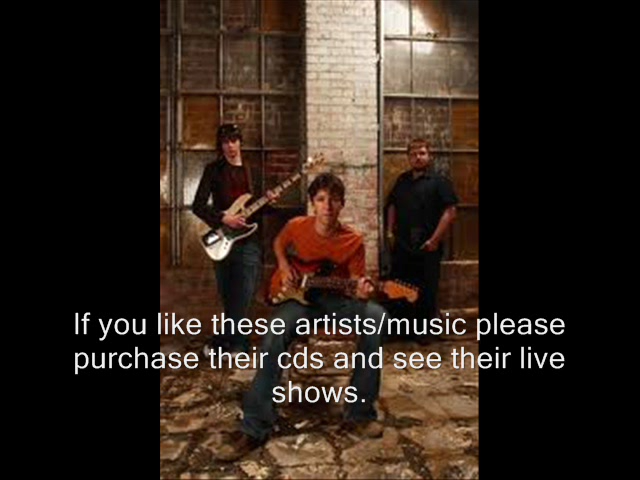 If you like these artists/music please
purchase their cds and see their live
shows.